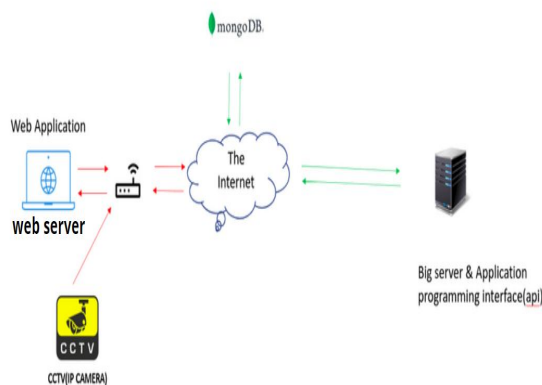 mongoDB.
Web Application
The
Internet
web server
Big server & Application
programming interface(api)
CCTV
CCTV(IP CAMERA)